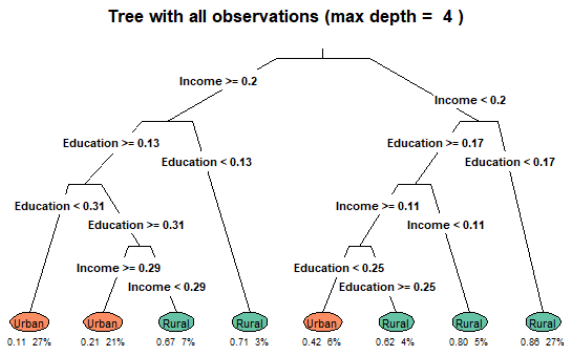 Tree with all observations (max depth = 4 )
Income >= 0.2
Income < 0.2
Education >= 0.13
Education < 0.13
Education >= 0.17
Education < 0.17
Education < 0.31
Education >= 0.31
Income >= 0.11
Income < 0.11
Income >= 0.29
Income < 0.29
Education < 0.25
Education >= 0.25
Urban Urban Rural Rural Urban Rural Rural Rural
0.11 27% 0.21 21% 0.67 7% 0.71 3% 0.42 6% 0.62 4% 0.80 5% 0.86 27%